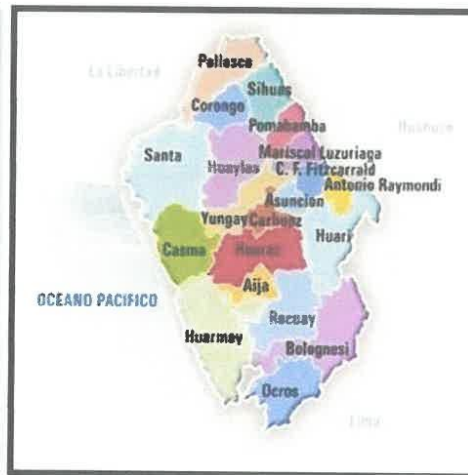 Pallasca
La Libertad
Sihuas
Corongo
Pomabamba
Huanuco
Santa
Mariscal Luzuriaga
Huaylas
C. F. Fitzcarrald
Antonio Raymondi
Asunción
Yungay
Carhuaz
Huari
Casma
Huaraz
Aija
OCEANO PACIFICO
Recuay
Huarmay
Bolognesi
Ocros
Lima